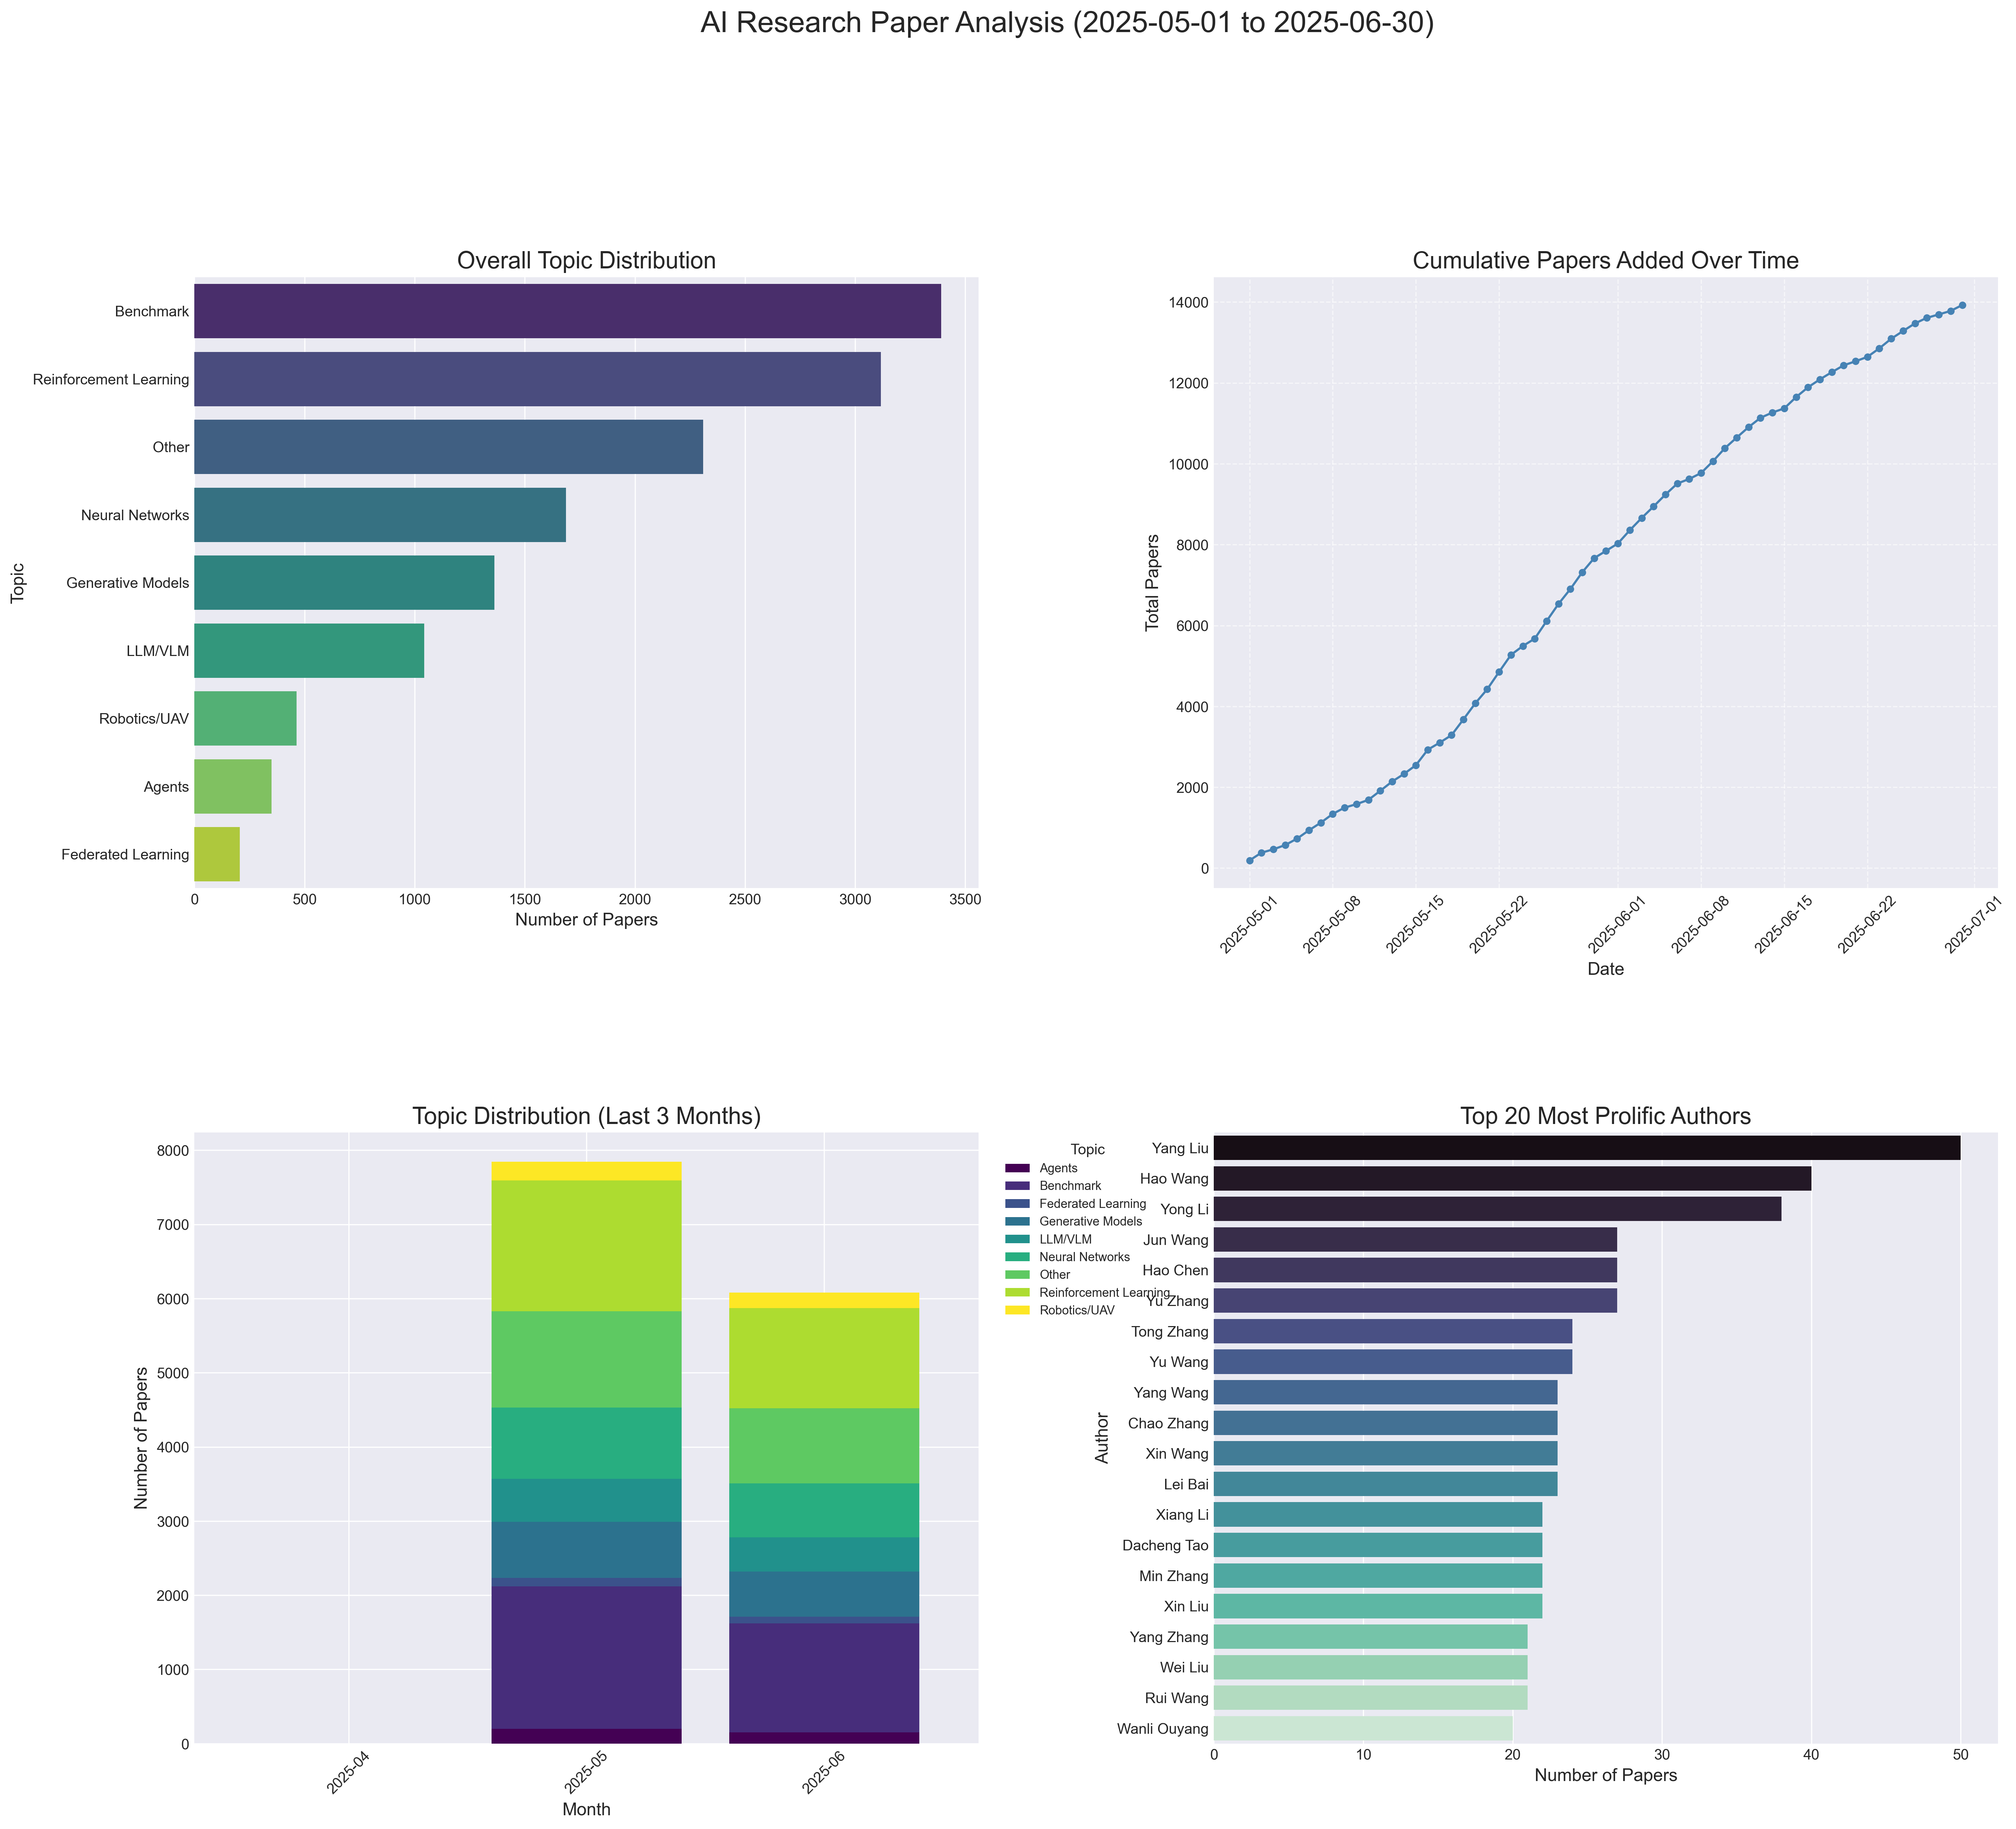 AI Research Paper Analysis (2025-05-01 to 2025-06-30)
Overall Topic Distribution
Topic
Benchmark
Reinforcement Learning
Other
Neural Networks
Generative Models
LLM/VLM
Robotics/UAV
Agents
Federated Learning
0 500 1000 1500 2000 2500 3000 3500
Number of Papers
Cumulative Papers Added Over Time
Total Papers
14000
12000
10000
8000
6000
4000
2000
0
2025-05-01 2025-05-08 2025-05-15 2025-05-22 2025-06-01 2025-06-08 2025-06-15 2025-06-22 2025-07-01
Date
Topic Distribution (Last 3 Months)
Number of Papers
8000
7000
6000
5000
4000
3000
2000
1000
0
2025-04 2025-05 2025-06
Month
Topic
Agents
Benchmark
Federated Learning
Generative Models
LLM/VLM
Neural Networks
Other
Reinforcement Learning
Robotics/UAV
Top 20 Most Prolific Authors
Author
Yang Liu
Hao Wang
Yong Li
Jun Wang
Hao Chen
Yu Zhang
Tong Zhang
Yu Wang
Yang Wang
Chao Zhang
Xin Wang
Lei Bai
Xiang Li
Dacheng Tao
Min Zhang
Xin Liu
Yang Zhang
Wei Liu
Rui Wang
Wanli Ouyang
0 10 20 30 40 50
Number of Papers